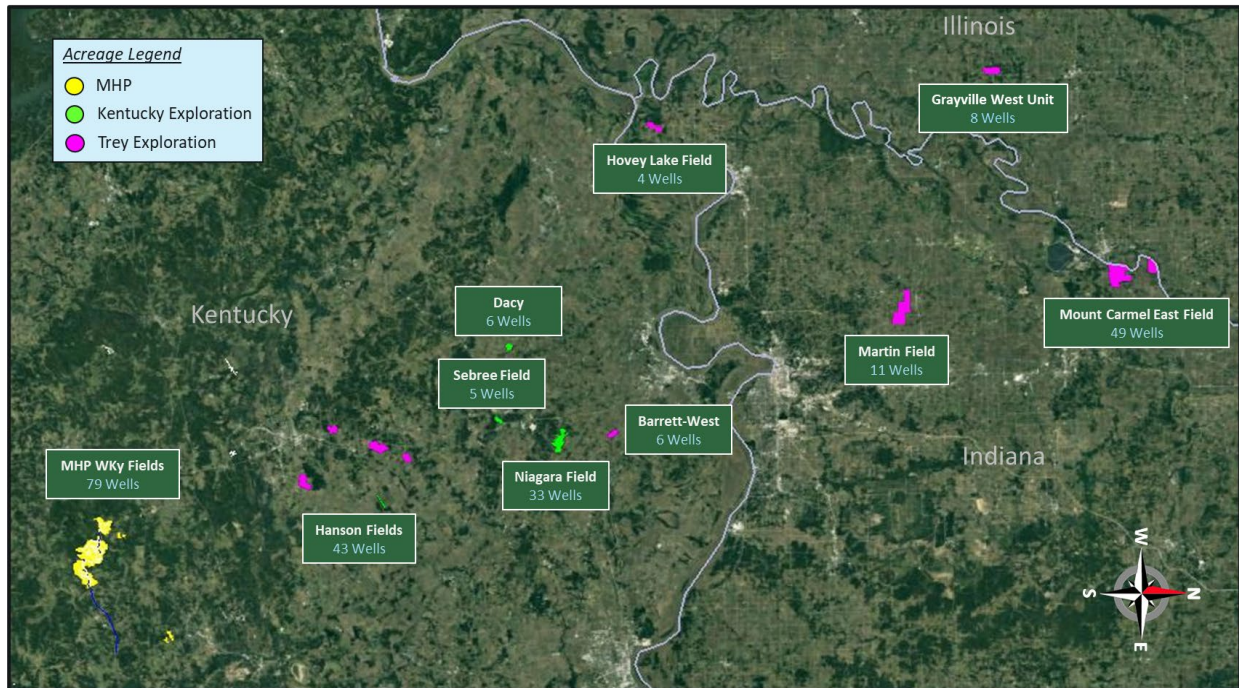 Illinois
Acreage Legend
MHP
Kentucky Exploration
Trey Exploration
Grayville West Unit
8 Wells
Hovey Lake Field
4 Wells
Kentucky
Dacy
6 Wells
Mount Carmel East Field
49 Wells
Martin Field
11 Wells
Sebree Field
5 Wells
Barrett-West
6 Wells
Indiana
MHP WKy Fields
79 Wells
Niagara Field
33 Wells
Hanson Fields
43 Wells
W
S
N
E